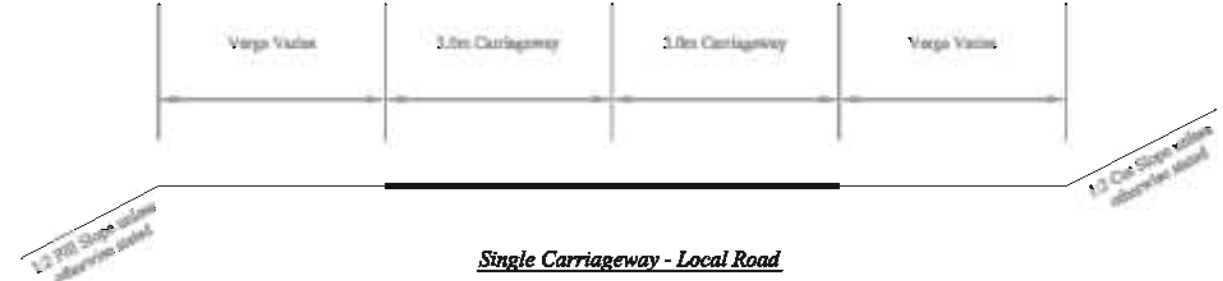 Verge Varies
3.0m Carriageway
3.0m Carriageway
Verge Varies
1:2 Cut Slope unless
otherwise stated
1:2 Fill Slope unless
otherwise stated
Single Carriageway - Local Road